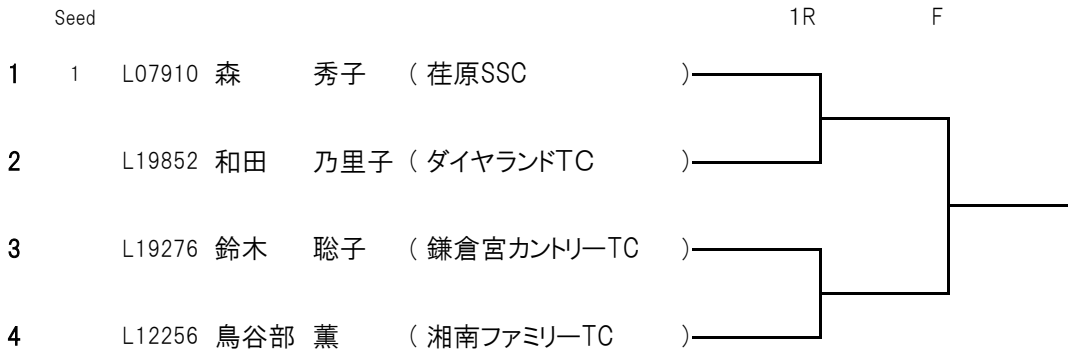 Seed 1R F
1 1 L07910 森 秀子 ( 荏原SSC )
2 L19852 和田 乃里子 ( ダイヤランドTC )
3 L19276 鈴木 聡子 ( 鎌倉宮カントリーTC )
4 L12256 鳥谷部 薫 ( 湘南ファミリーTC )